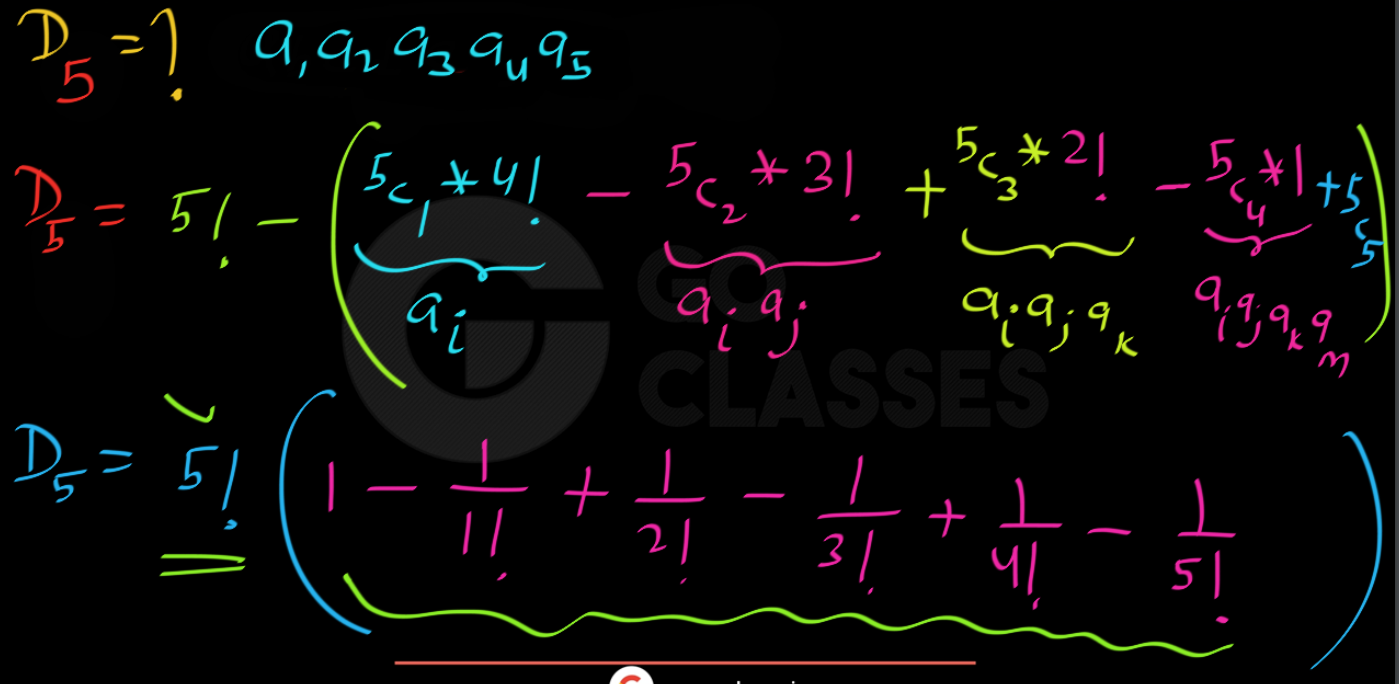 D₅ = ? a₁ a₂ a₃ a₄ a₅
D₅ = 5! - ( 5c₁ * 4! - 5c₂ * 3! + 5c₃ * 2! - 5c₄ * 1 + 5c₅ )
aᵢ aᵢ aⱼ aᵢ aⱼ aₖ aᵢ aⱼ aₖ aₘ
GO
CLASSES
D₅ = 5! ( 1 - 1/1! + 1/2! - 1/3! + 1/4! - 1/5! )